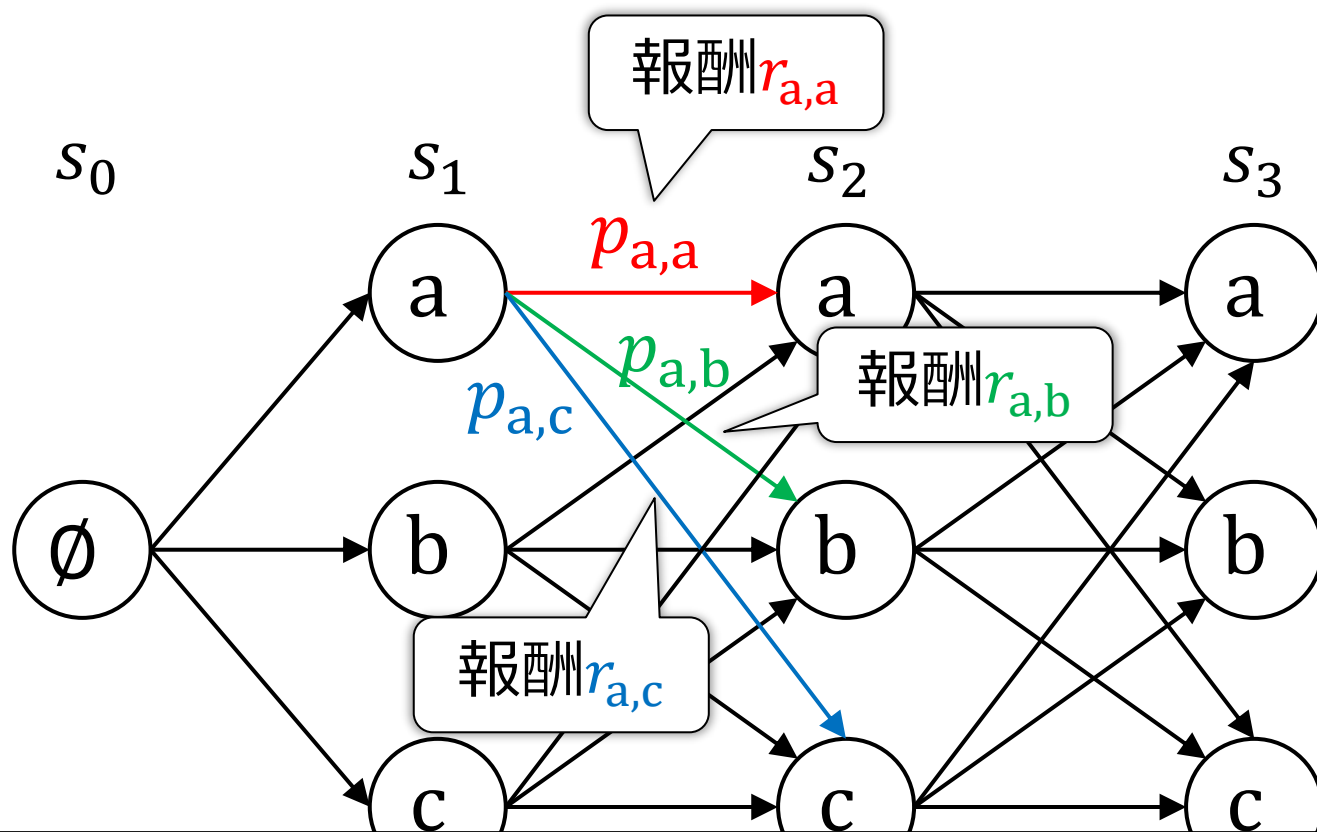 報酬r_{a,a}
s_0 s_1 s_2 s_3
p_{a,a}
a a a
p_{a,b}
報酬r_{a,b}
p_{a,c}
∅ b b b
報酬r_{a,c}
c c c